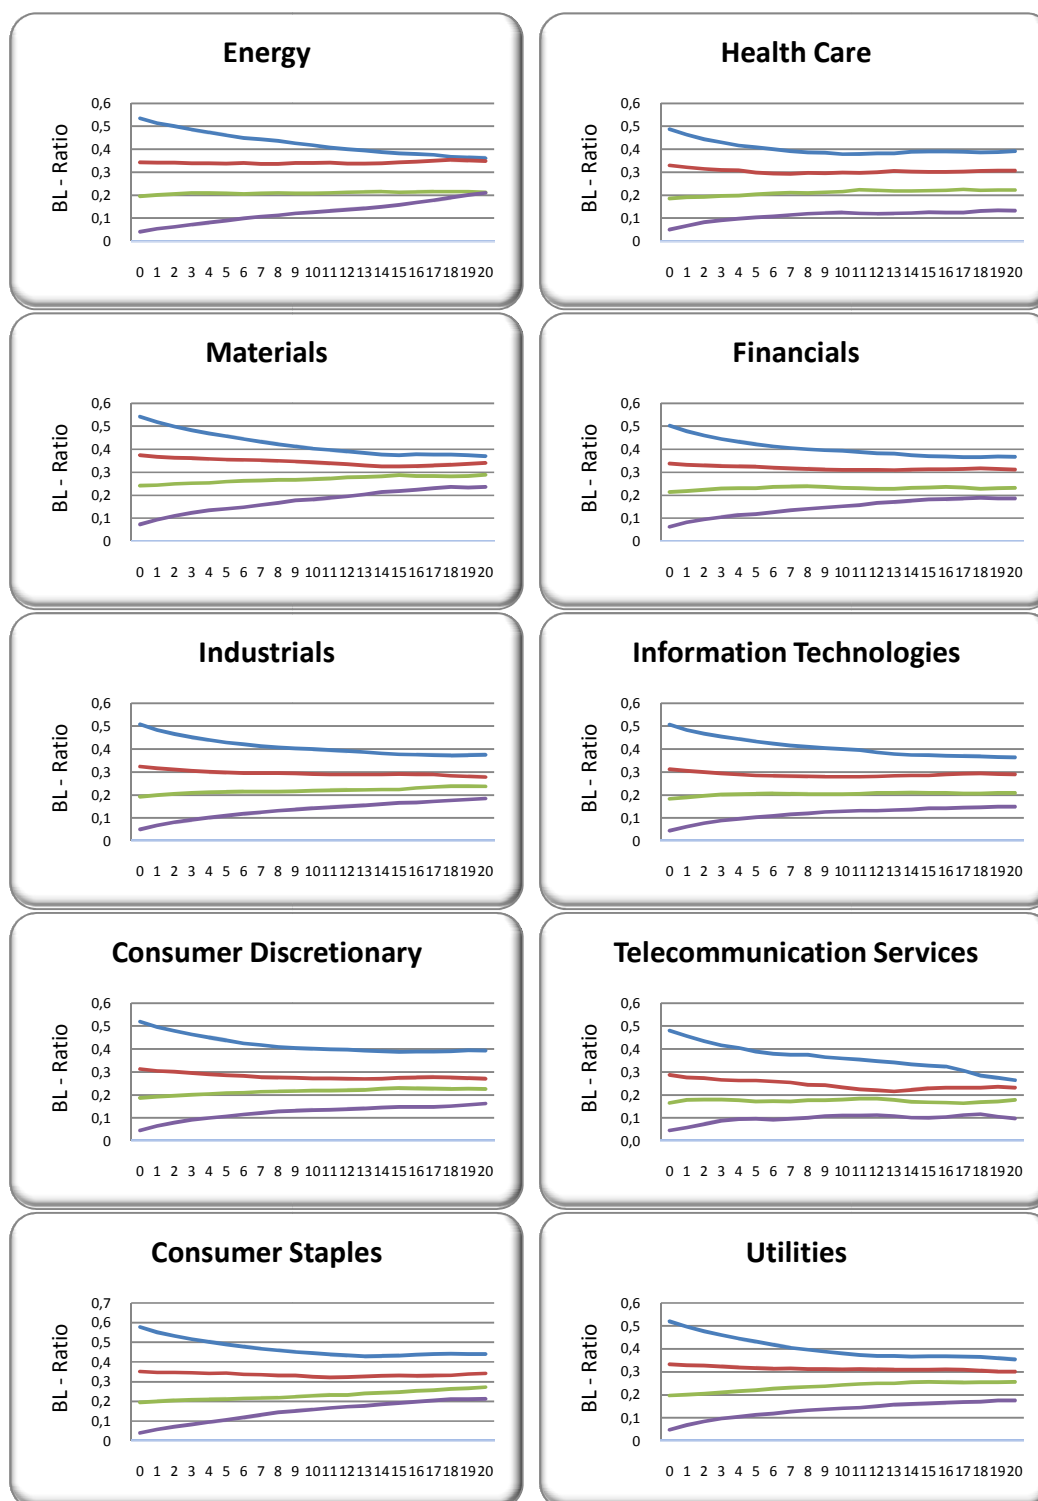 Energy
BL - Ratio
0,6
0,5
0,4
0,3
0,2
0,1
0
0 1 2 3 4 5 6 7 8 9 10 11 12 13 14 15 16 17 18 19 20
Health Care
BL - Ratio
0,6
0,5
0,4
0,3
0,2
0,1
0
0 1 2 3 4 5 6 7 8 9 10 11 12 13 14 15 16 17 18 19 20
Materials
BL - Ratio
0,6
0,5
0,4
0,3
0,2
0,1
0
0 1 2 3 4 5 6 7 8 9 10 11 12 13 14 15 16 17 18 19 20
Financials
BL - Ratio
0,6
0,5
0,4
0,3
0,2
0,1
0
0 1 2 3 4 5 6 7 8 9 10 11 12 13 14 15 16 17 18 19 20
Industrials
BL - Ratio
0,6
0,5
0,4
0,3
0,2
0,1
0
0 1 2 3 4 5 6 7 8 9 10 11 12 13 14 15 16 17 18 19 20
Information Technologies
BL - Ratio
0,6
0,5
0,4
0,3
0,2
0,1
0
0 1 2 3 4 5 6 7 8 9 10 11 12 13 14 15 16 17 18 19 20
Consumer Discretionary
BL - Ratio
0,6
0,5
0,4
0,3
0,2
0,1
0
0 1 2 3 4 5 6 7 8 9 10 11 12 13 14 15 16 17 18 19 20
Telecommunication Services
BL - Ratio
0,6
0,5
0,4
0,3
0,2
0,1
0,0
0 1 2 3 4 5 6 7 8 9 10 11 12 13 14 15 16 17 18 19 20
Consumer Staples
BL - Ratio
0,7
0,6
0,5
0,4
0,3
0,2
0,1
0
0 1 2 3 4 5 6 7 8 9 10 11 12 13 14 15 16 17 18 19 20
Utilities
BL - Ratio
0,6
0,5
0,4
0,3
0,2
0,1
0
0 1 2 3 4 5 6 7 8 9 10 11 12 13 14 15 16 17 18 19 20